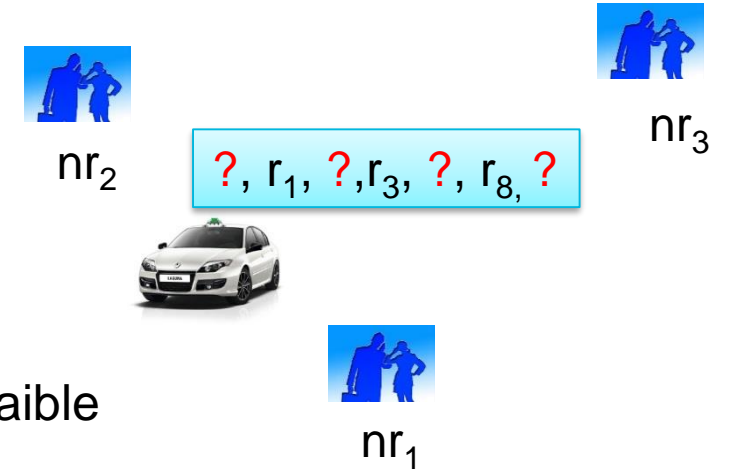 nr₃
nr₂
?, r₁, ?,r₃, ?, r₈, ?
aible
nr₁